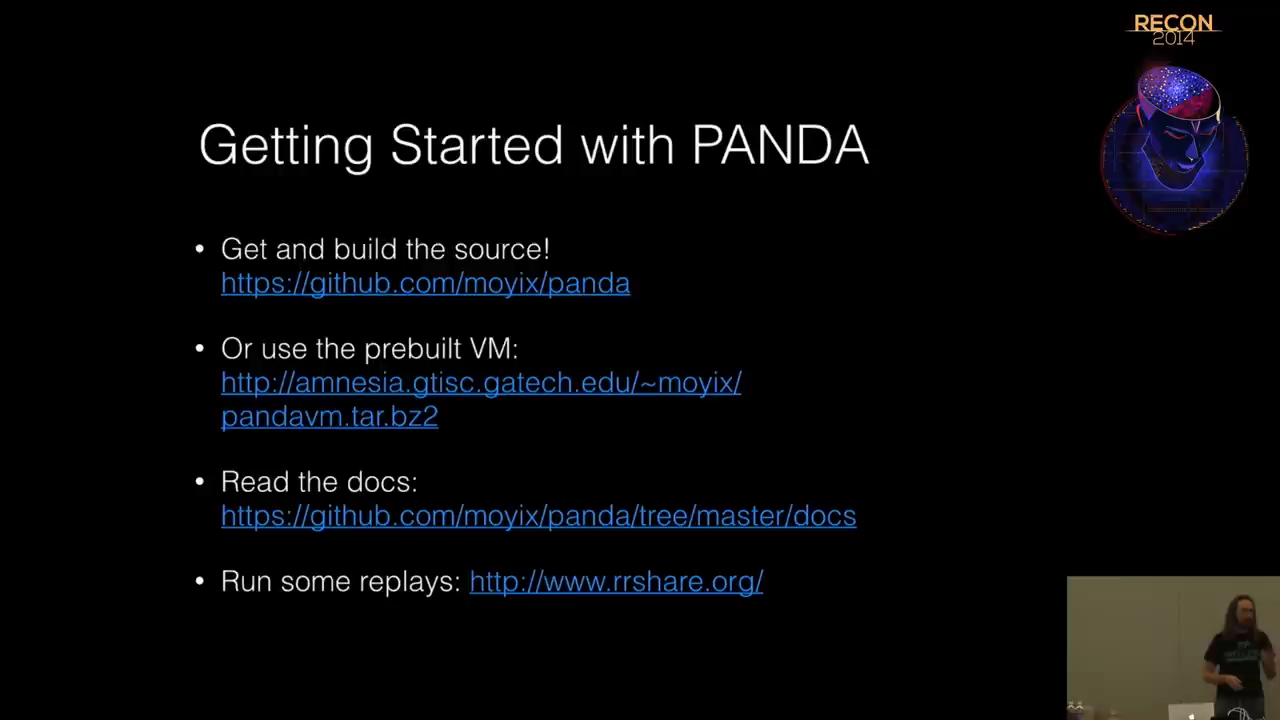 RECON
2014
Getting Started with PANDA
• Get and build the source!
https://github.com/moyix/panda
• Or use the prebuilt VM:
http://amnesia.gtisc.gatech.edu/~moyix/
pandavm.tar.bz2
• Read the docs:
https://github.com/moyix/panda/tree/master/docs
• Run some replays: http://www.rrshare.org/